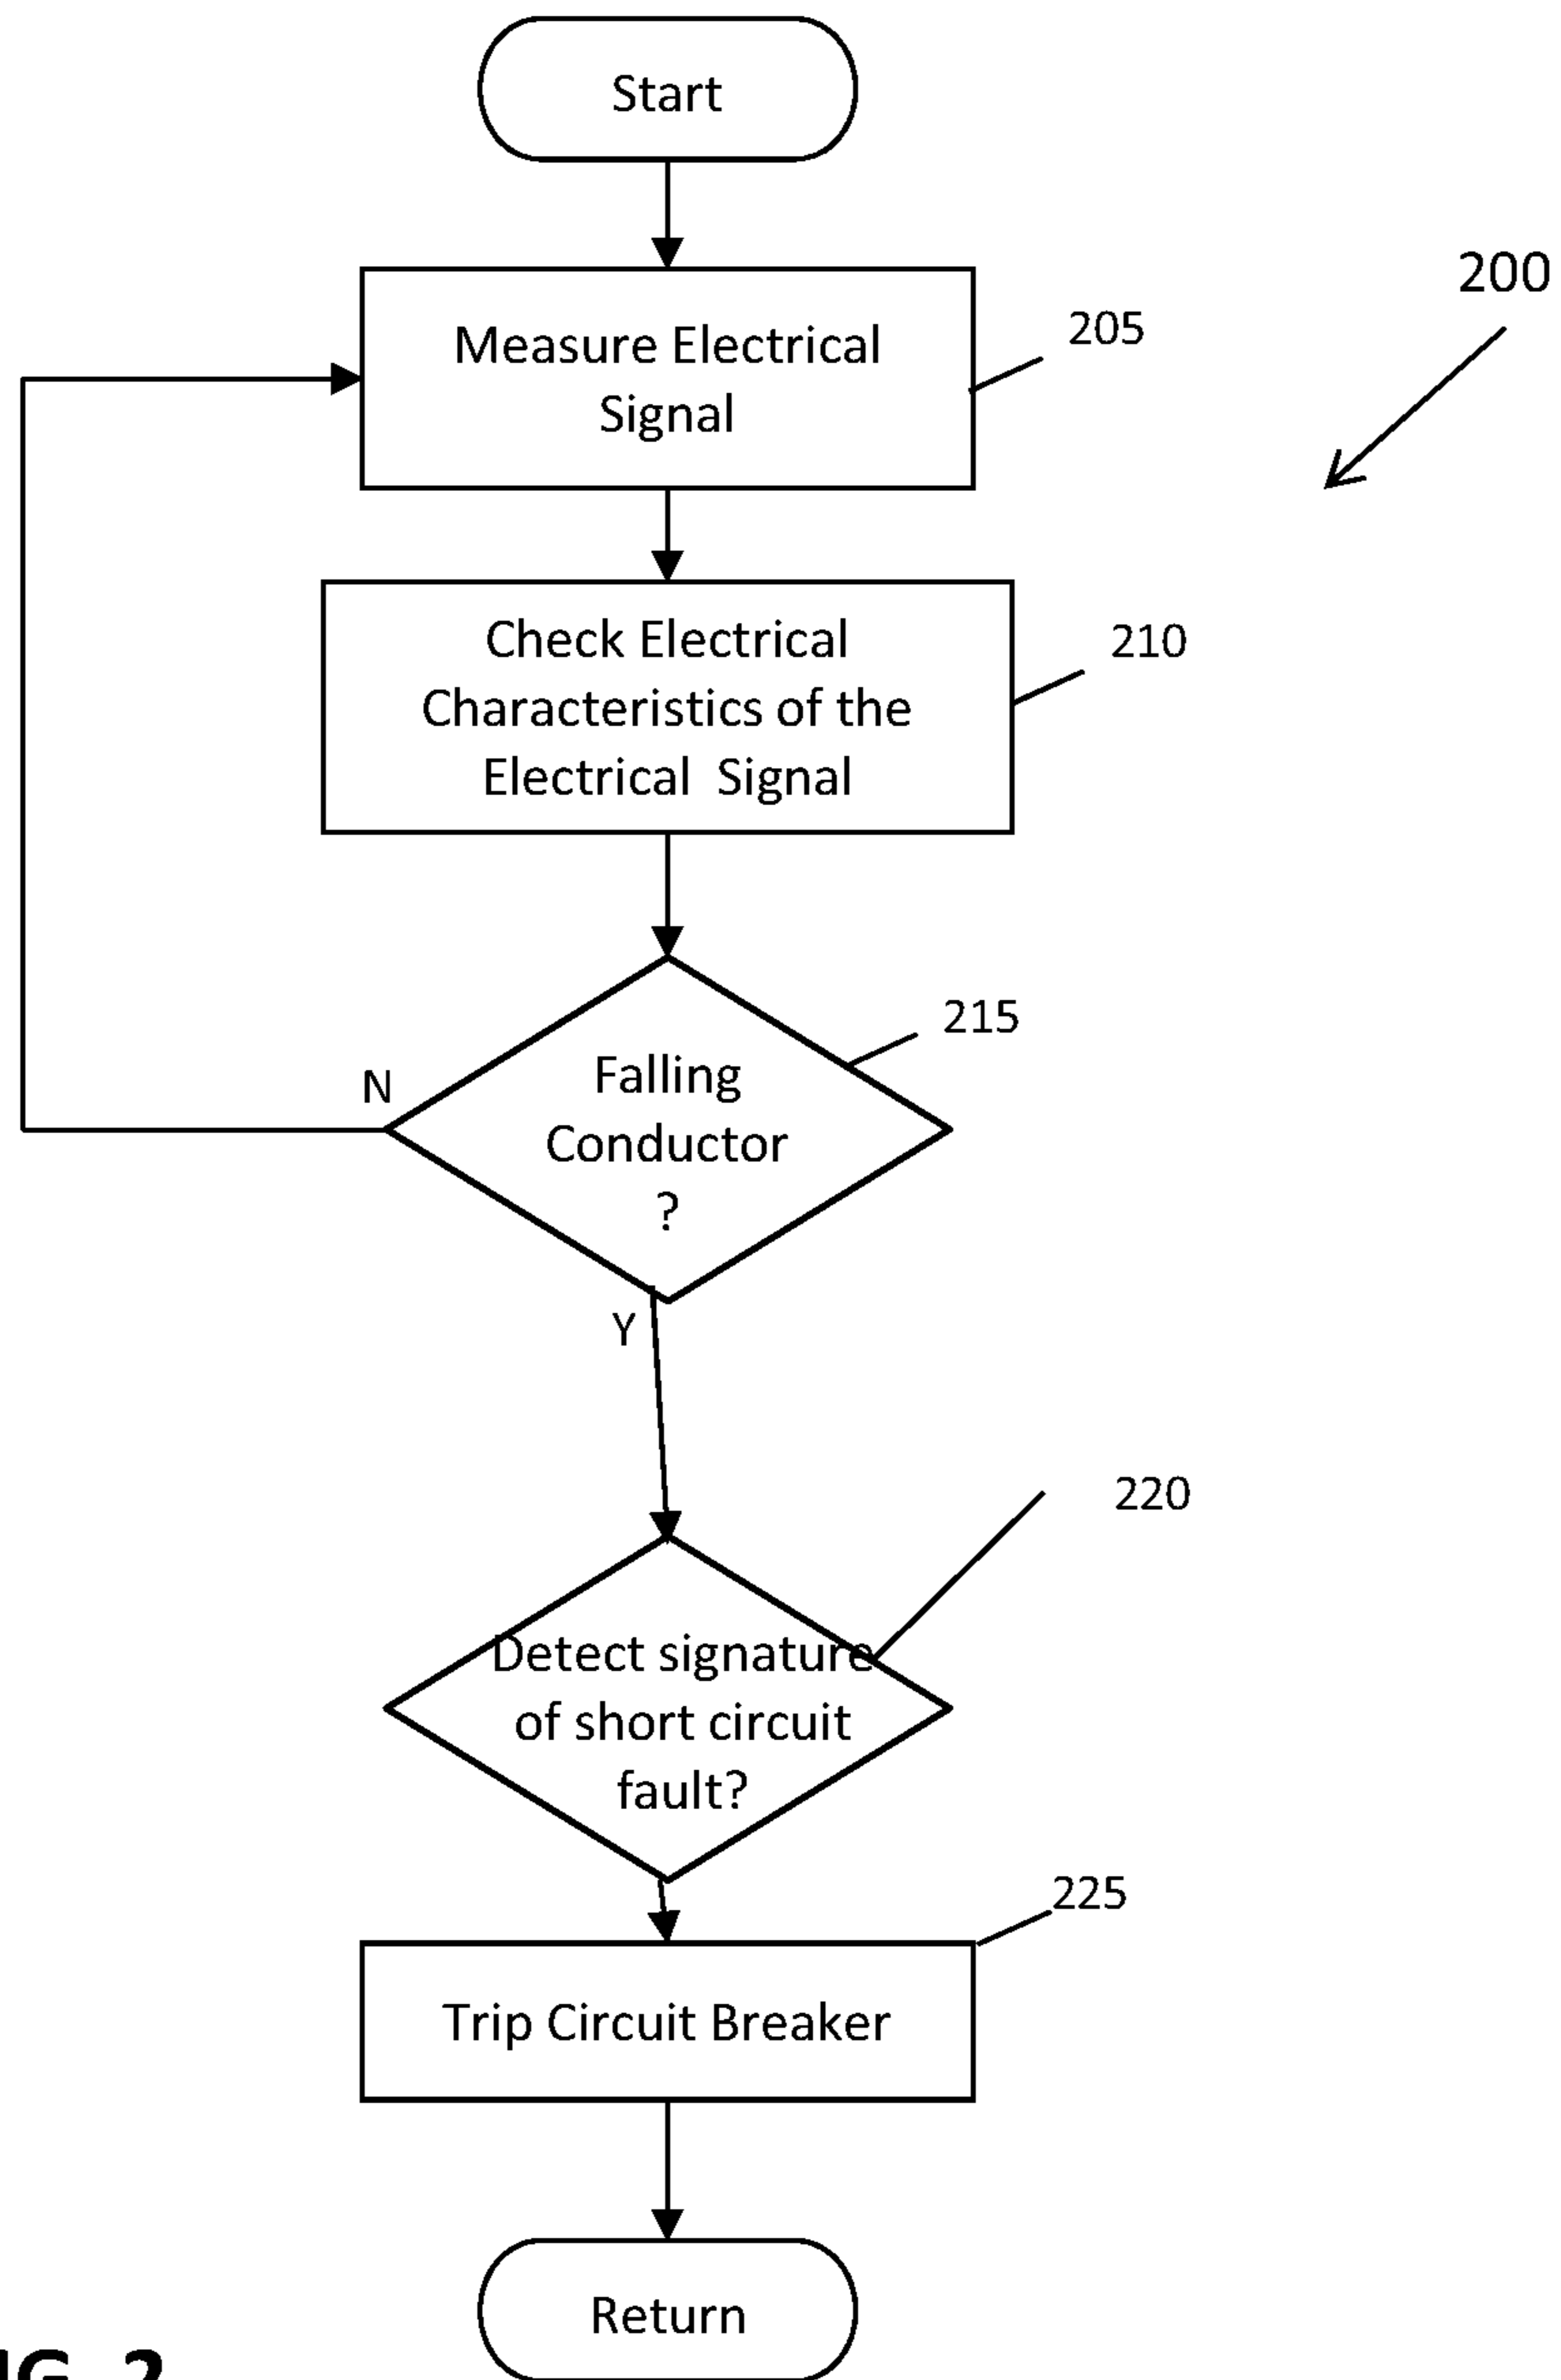 Start
200
Measure Electrical
Signal
205
Check Electrical
Characteristics of the
Electrical Signal
210
215
Falling
Conductor
?
N
Y
220
Detect signature
of short circuit
fault?
225
Trip Circuit Breaker
Return
2